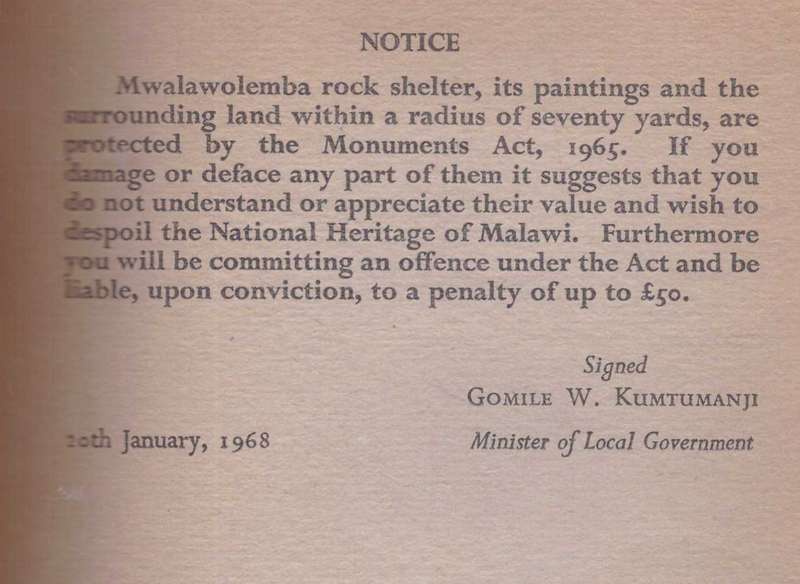 NOTICE
Mwalawolemba rock shelter, its paintings and the
surrounding land within a radius of seventy yards, are
protected by the Monuments Act, 1965. If you
damage or deface any part of them it suggests that you
do not understand or appreciate their value and wish to
despoil the National Heritage of Malawi. Furthermore
you will be committing an offence under the Act and be
liable, upon conviction, to a penalty of up to £50.
Signed
GOMILE W. KUMTUMANJI
January, 1968 Minister of Local Government